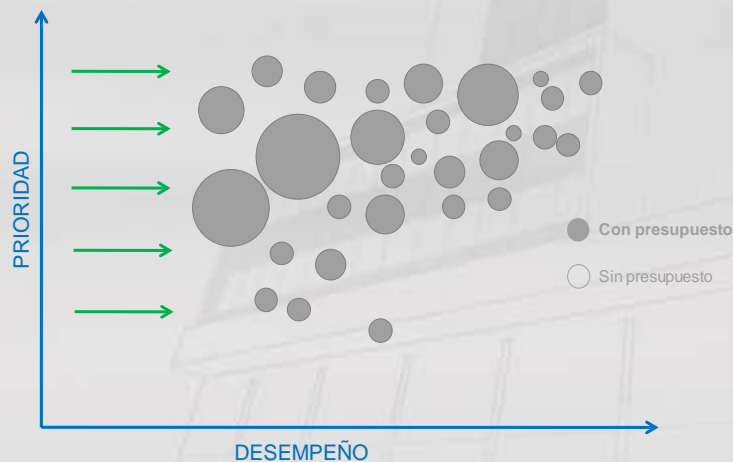 PRIORIDAD
Con presupuesto
Sin presupuesto
DESEMPEÑO